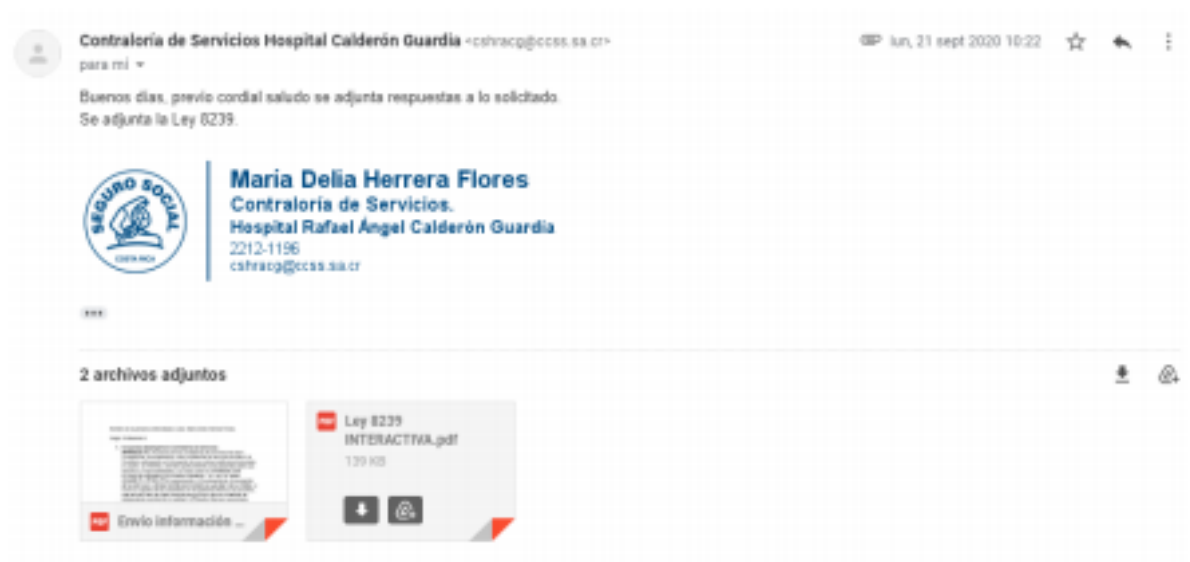 Contraloría de Servicios Hospital Calderón Guardia <cshracg@ccss.sa.cr>
lun, 21 sept 2020 10:22
para mí
Buenos días, previo cordial saludo se adjunta respuestas a lo solicitado.
Se adjunta la Ley 8239.
SEGURO SOCIAL
COSTA RICA
María Delia Herrera Flores
Contraloría de Servicios.
Hospital Rafael Ángel Calderón Guardia
2212-1196
cshracg@ccss.sa.cr
2 archivos adjuntos
Envío información ...
Ley 8239
INTERACTIVA.pdf
139 KB